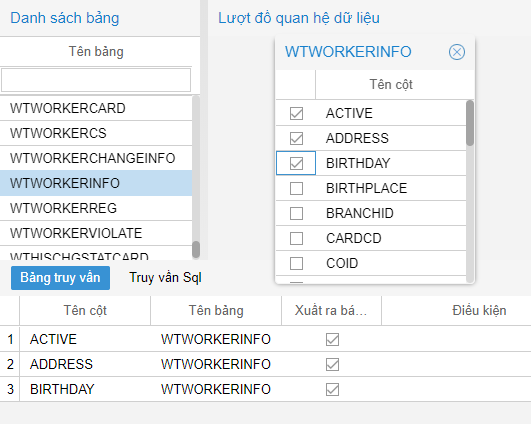 Danh sách bảng
Lượt đồ quan hệ dữ liệu
Tên bảng
WTWORKERCARD
WTWORKERCS
WTWORKERCHANGEINFO
WTWORKERINFO
WTWORKERREG
WTWORKERVIOLATE
WTHISCHGSTATCARD
WTWORKERINFO
Tên cột
ACTIVE
ADDRESS
BIRTHDAY
BIRTHPLACE
BRANCHID
CARDCD
COID
Bảng truy vấn Truy vấn Sql
Tên cột Tên bảng Xuất ra bá... Điều kiện
1 ACTIVE WTWORKERINFO
2 ADDRESS WTWORKERINFO
3 BIRTHDAY WTWORKERINFO